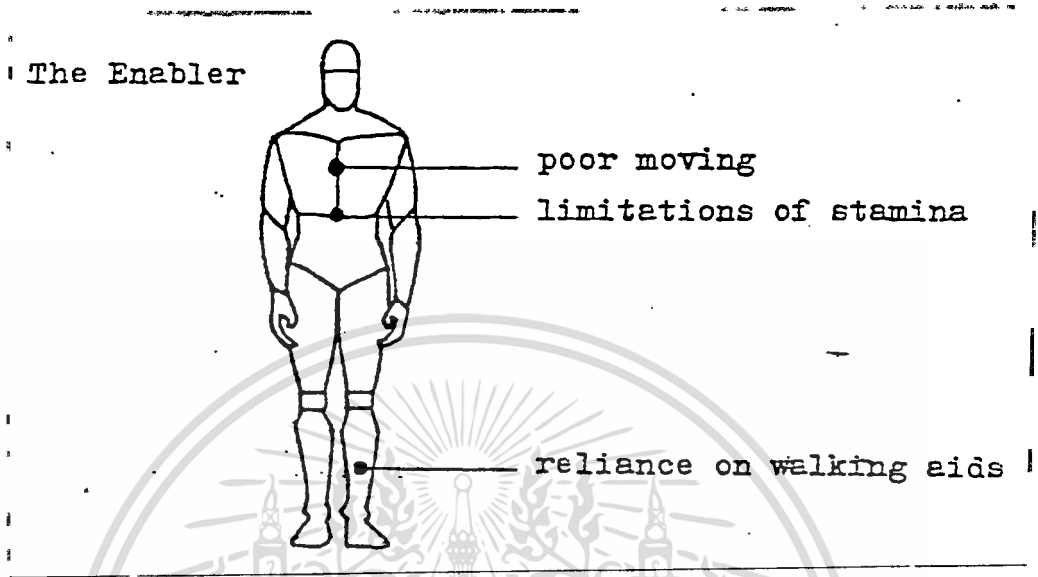 The Enabler
poor moving
limitations of stamina
reliance on walking aids